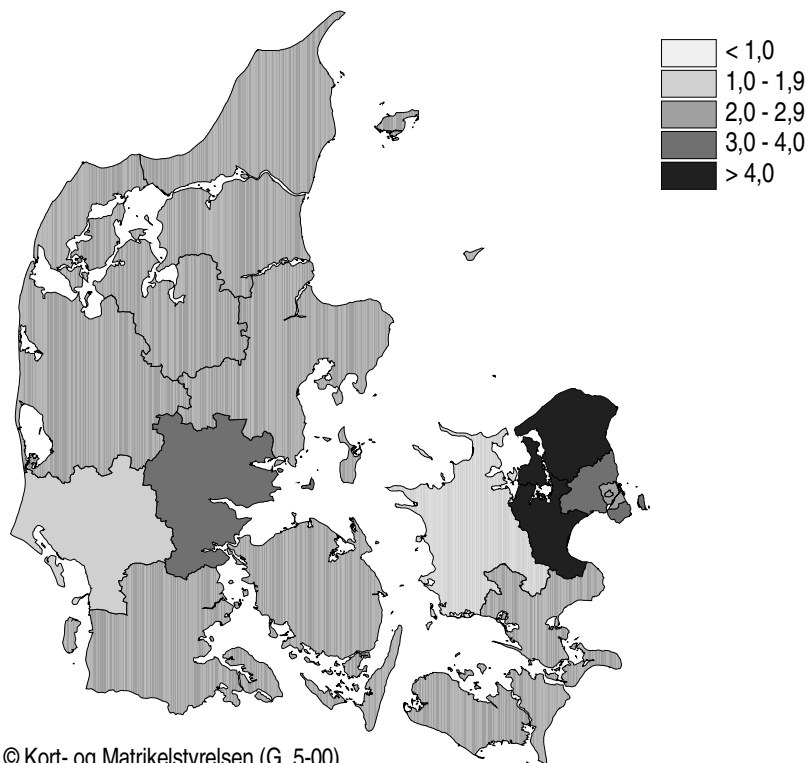 < 1,0
1,0 - 1,9
2,0 - 2,9
3,0 - 4,0
> 4,0
© Kort- og Matrikelstyrelsen (G. 5-00)